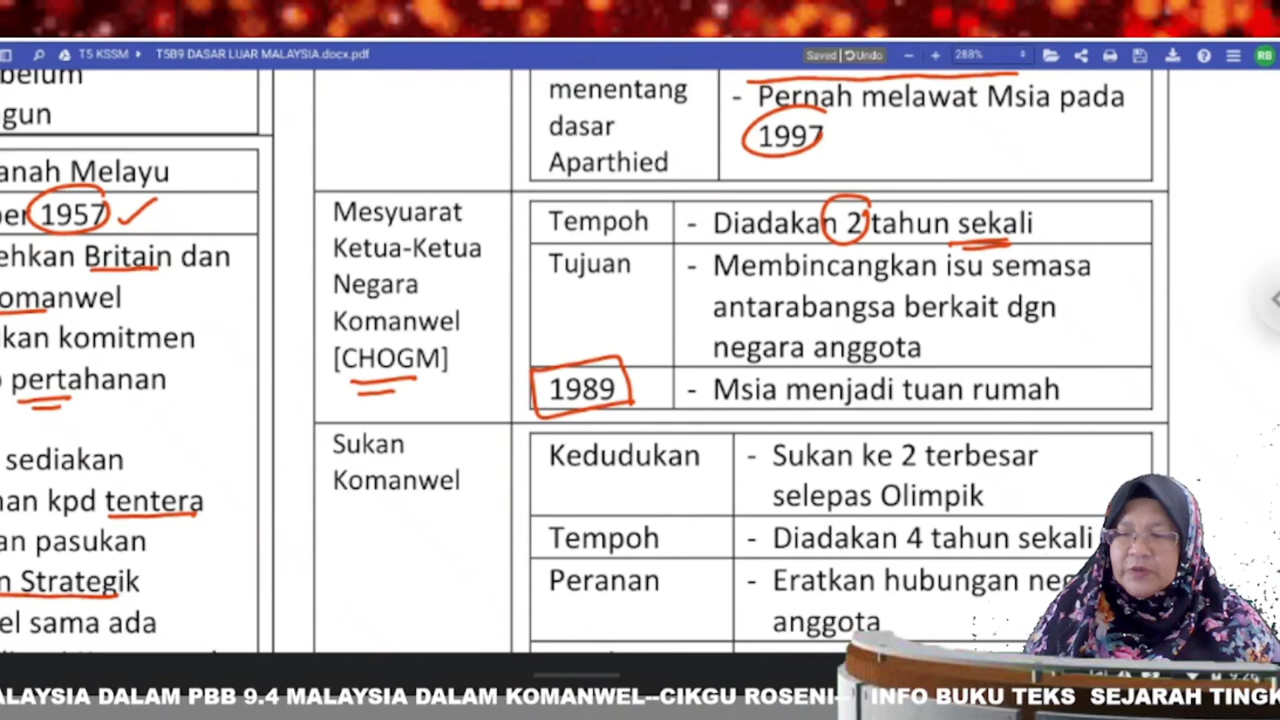 T5 KSSM ▸ T5B9 DASAR LUAR MALAYSIA.docx.pdf
Saved Undo
288%
RB
gun
anah Melayu
1957
ehkan Britain dan
omanwel
kan komitmen
pertahanan
sediakan
nan kpd tentera
an pasukan
n Strategik
el sama ada
menentang
dasar
Aparthied
- Pernah melawat Msia pada
1997
Mesyuarat
Ketua-Ketua
Negara
Komanwel
[CHOGM]
Tempoh
- Diadakan 2 tahun sekali
Tujuan
- Membincangkan isu semasa
antarabangsa berkait dgn
negara anggota
1989
- Msia menjadi tuan rumah
Sukan
Komanwel
Kedudukan
- Sukan ke 2 terbesar
selepas Olimpik
Tempoh
- Diadakan 4 tahun sekali
Peranan
- Eratkan hubungan
anggota
ALAYSIA DALAM PBB 9.4 MALAYSIA DALAM KOMANWEL--CIKGU ROSENI-- INFO BUKU TEKS SEJARAH TINGK